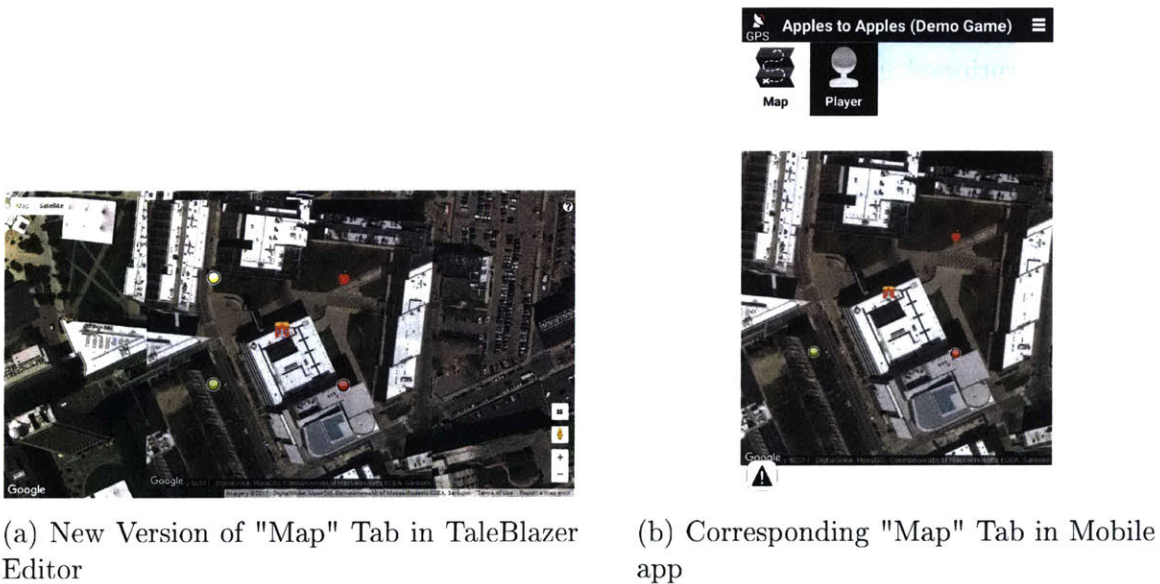 GPS Apples to Apples (Demo Game)
Map Player
Map Satellite
?
+
−
Google
Google
Google
(a) New Version of "Map" Tab in TaleBlazer
Editor
(b) Corresponding "Map" Tab in Mobile
app